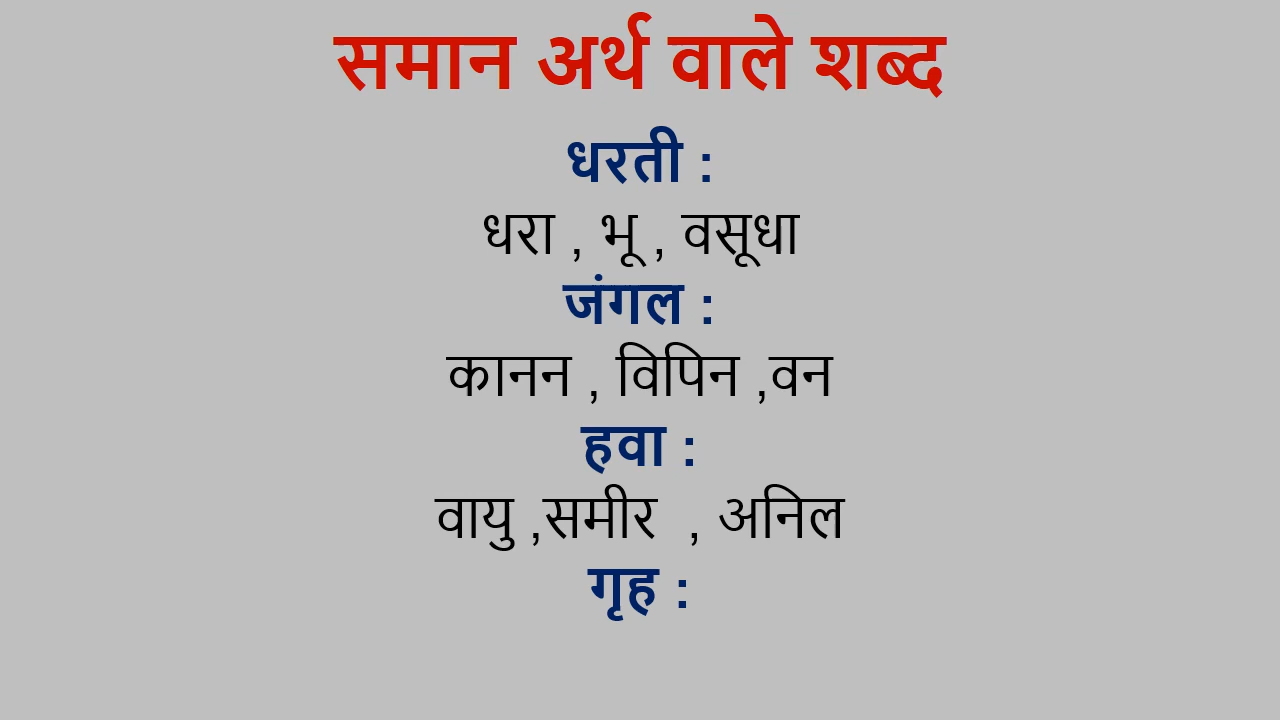 समान अर्थ वाले शब्द
धरती :
धरा , भू , वसूधा
जंगल :
कानन , विपिन ,वन
हवा :
वायु ,समीर  , अनिल
गृह :